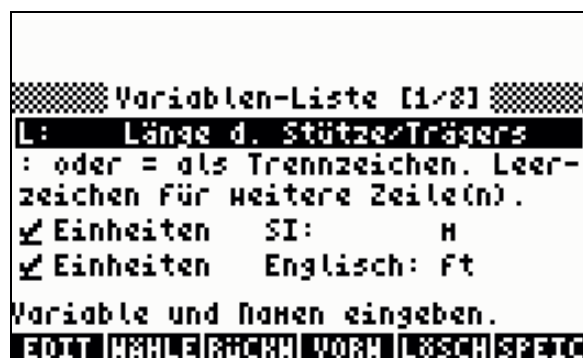 Variablen-Liste [1/8]
L: Länge d. Stütze/Trägers
: oder = als Trennzeichen. Leer-
zeichen für weitere Zeile(n).
Einheiten SI: m
Einheiten Englisch: ft
Variable und Namen eingeben.
EDIT WÄHLE RÜCKW VORW LÖSCH SPEIC